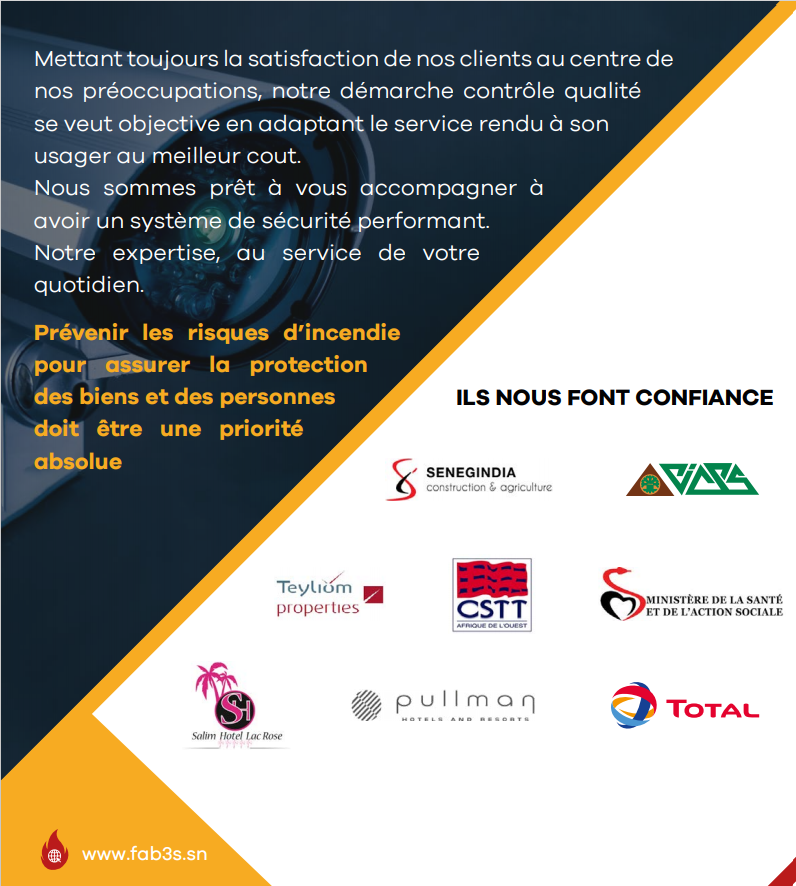 Mettant toujours la satisfaction de nos clients au centre de
nos préoccupations, notre démarche contrôle qualité
se veut objective en adaptant le service rendu à son
usager au meilleur cout.
Nous sommes prêt à vous accompagner à
avoir un système de sécurité performant.
Notre expertise, au service de votre
quotidien.
Prévenir les risques d'incendie
pour assurer la protection
des biens et des personnes
doit être une priorité
absolue
ILS NOUS FONT CONFIANCE
SENEGINDIA
construction & agriculture
Teyliom
properties
CSTT
AFRIQUE DE L'OUEST
MINISTÈRE DE LA SANTÉ
ET DE L'ACTION SOCIALE
SH
Salim Hotel Lac Rose
pullman
HOTELS AND RESORTS
TOTAL
www.fab3s.sn